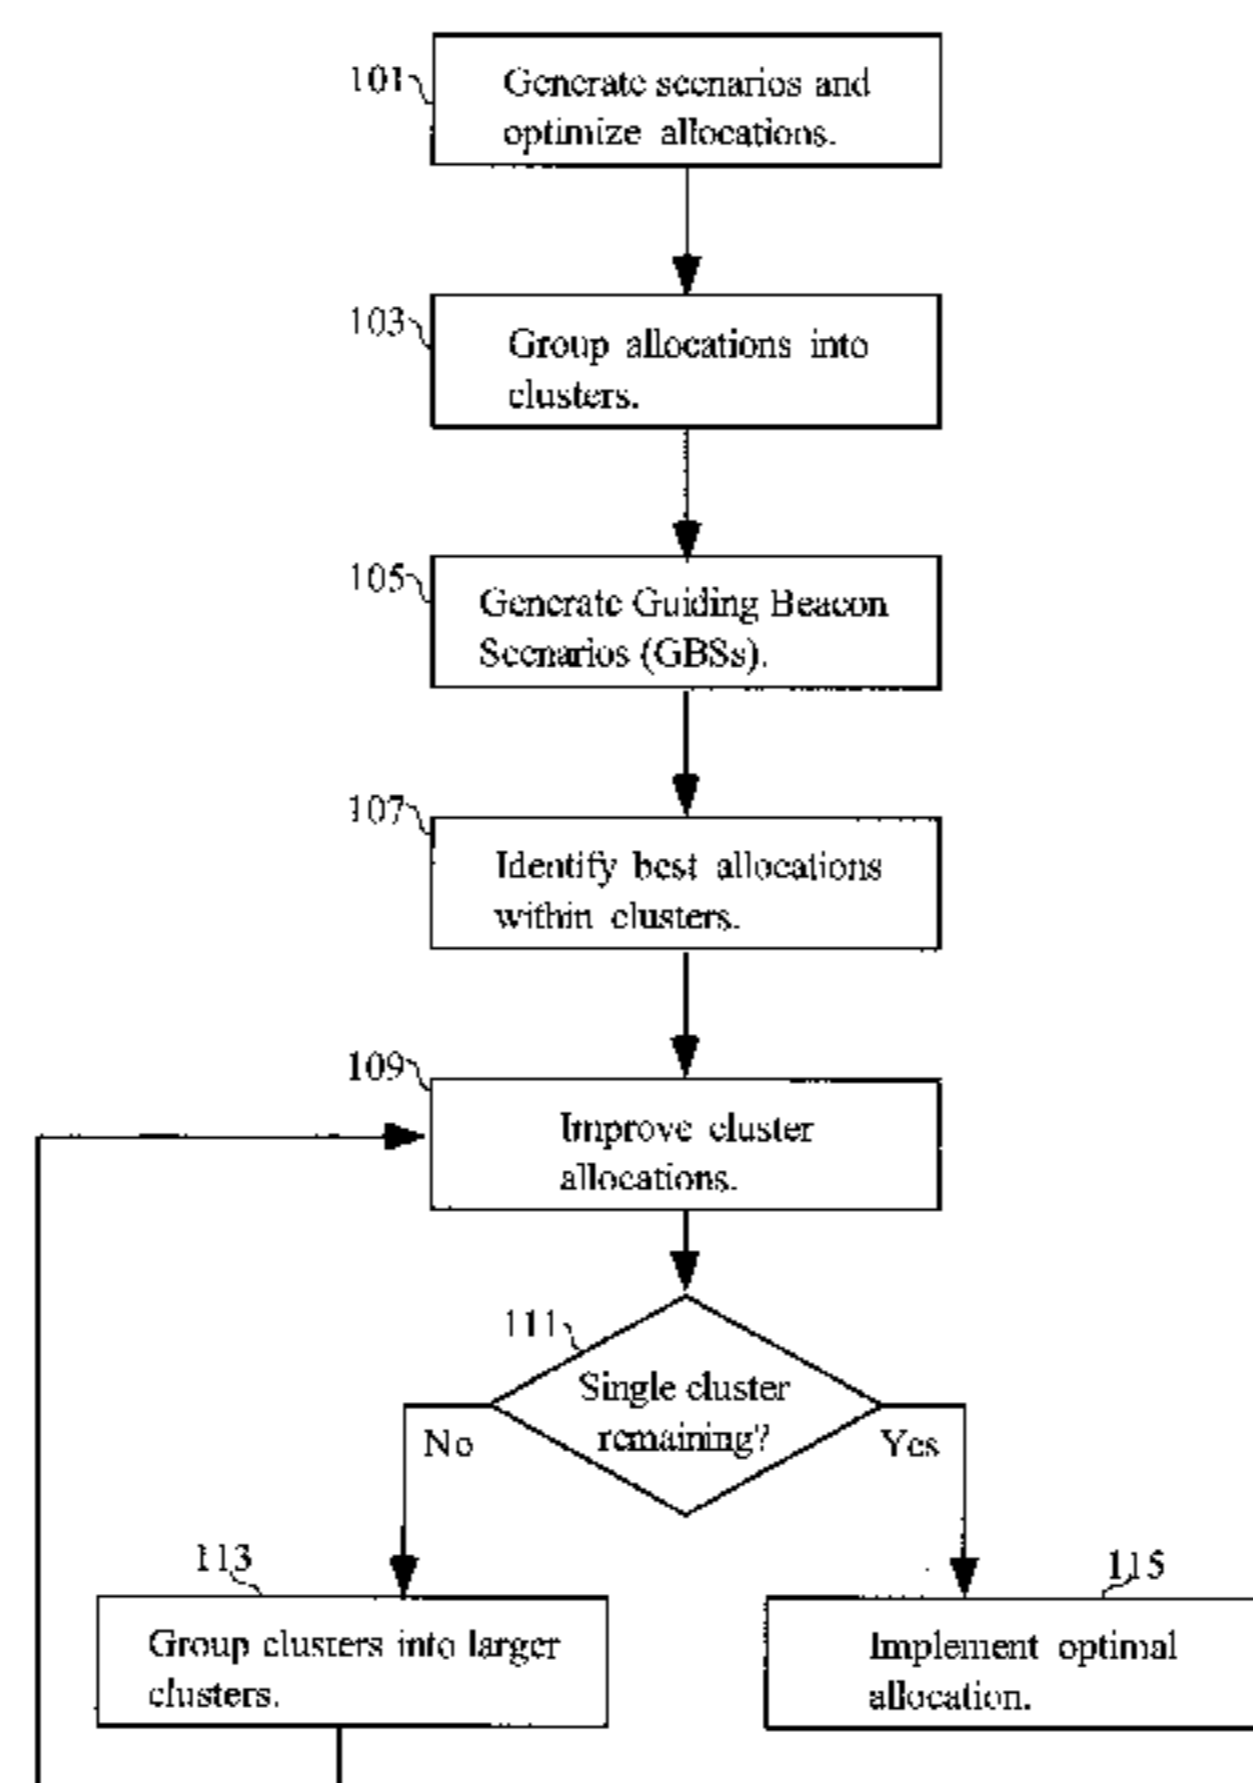 101
Generate scenarios and
optimize allocations.
103
Group allocations into
clusters.
105
Generate Guiding Beacon
Scenarios (GBSs).
107
Identify best allocations
within clusters.
109
Improve cluster
allocations.
111
Single cluster
remaining?
No
Yes
113
Group clusters into larger
clusters.
115
Implement optimal
allocation.